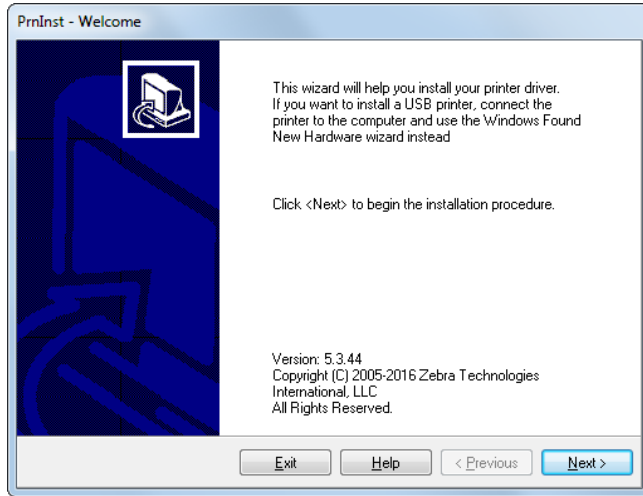 PrnInst - Welcome
This wizard will help you install your printer driver.
If you want to install a USB printer, connect the
printer to the computer and use the Windows Found
New Hardware wizard instead
Click <Next> to begin the installation procedure.
Version: 5.3.44
Copyright (C) 2005-2016 Zebra Technologies
International, LLC
All Rights Reserved.
Exit Help < Previous Next >